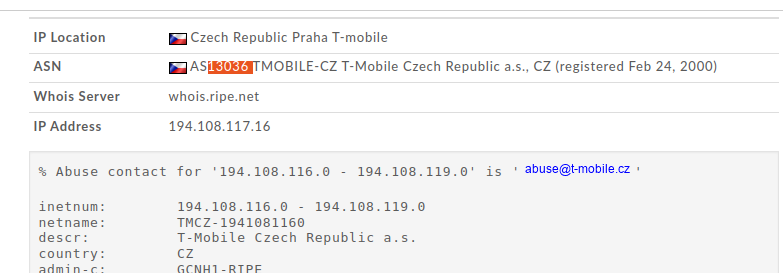 IP Location Czech Republic Praha T-mobile
ASN AS13036 TMOBILE-CZ T-Mobile Czech Republic a.s., CZ (registered Feb 24, 2000)
Whois Server whois.ripe.net
IP Address 194.108.117.16
% Abuse contact for '194.108.116.0 - 194.108.119.0' is ' abuse@t-mobile.cz '
inetnum: 194.108.116.0 - 194.108.119.0
netname: TMCZ-1941081160
descr: T-Mobile Czech Republic a.s.
country: CZ
admin-c: GCNH1-RIPE